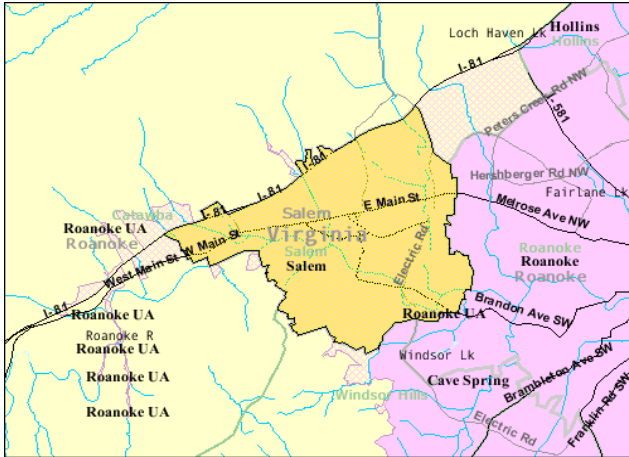 Hollins
Loch Haven Lk
Hollins
I- 81
Peters Creek Rd NW
I- 581
I- 81
Hershberger Rd NW
I- 81
Fairlane Lk
E Main St
Melrose Ave NW
I- 81
Salem
Catawba
Roanoke UA
Virginia
Roanoke
W Main St
Roanoke
Salem
Roanoke
Salem
Electric Rd
Roanoke
West Main St
Brandon Ave SW
I- 81
Roanoke UA
Roanoke UA
Roanoke R
Roanoke UA
Windsor Lk
Roanoke UA
Cave Spring
Brambleton Ave SW
Windsor Hills
Roanoke UA
Electric Rd
Franklin Rd SW